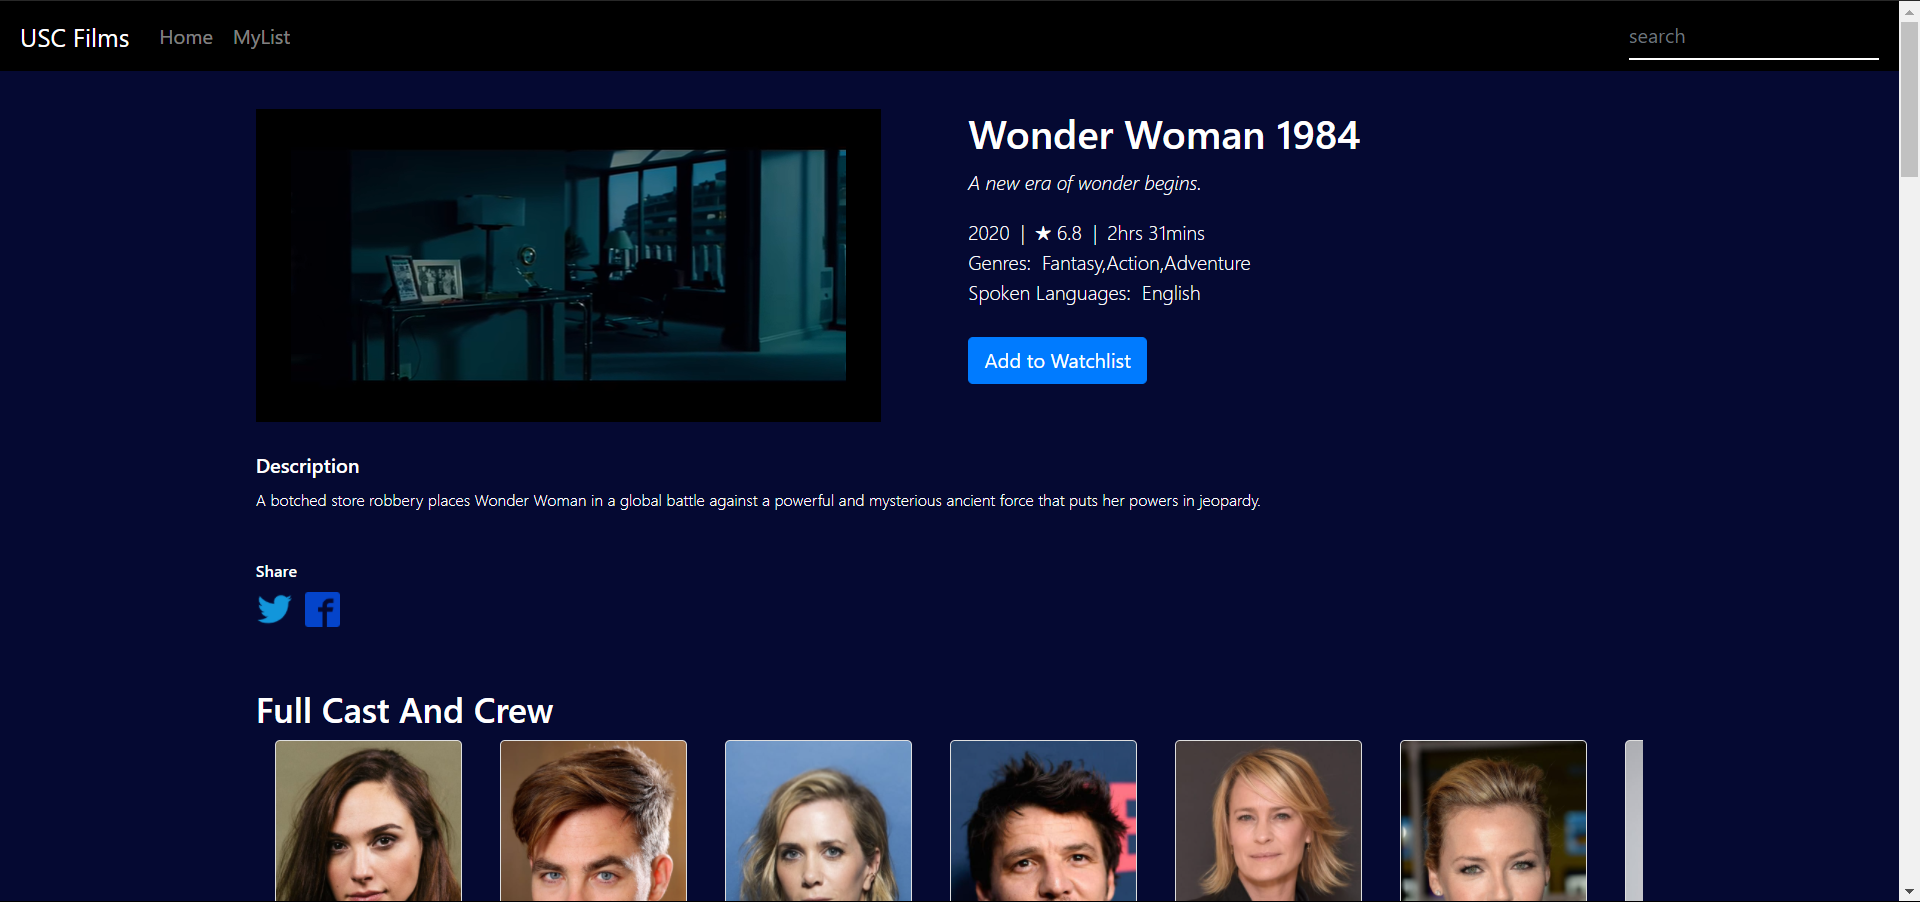 USC Films Home MyList search
Wonder Woman 1984
A new era of wonder begins.
2020 | ★ 6.8 | 2hrs 31mins
Genres: Fantasy,Action,Adventure
Spoken Languages: English
Add to Watchlist
Description
A botched store robbery places Wonder Woman in a global battle against a powerful and mysterious ancient force that puts her powers in jeopardy.
Share
Full Cast And Crew